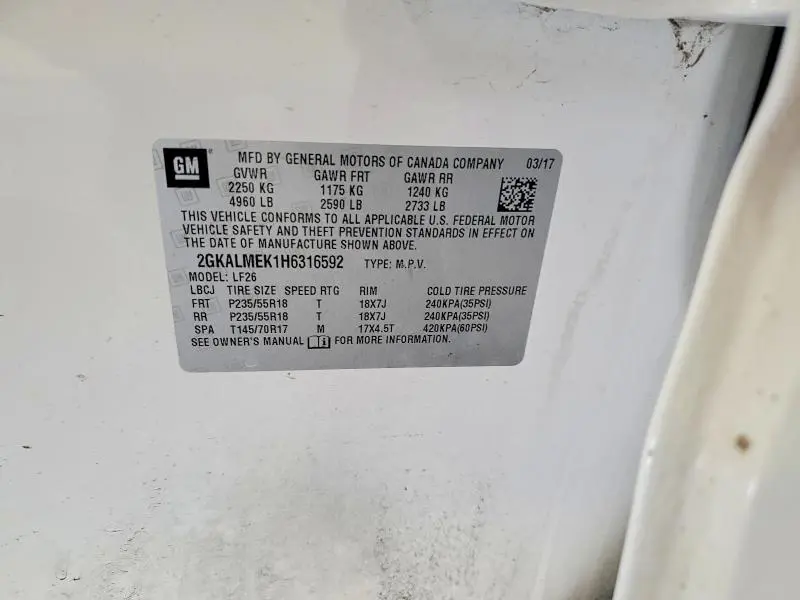 GM MFD BY GENERAL MOTORS OF CANADA COMPANY 03/17
GVWR GAWR FRT GAWR RR
2250 KG 1175 KG 1240 KG
4960 LB 2590 LB 2733 LB
THIS VEHICLE CONFORMS TO ALL APPLICABLE U.S. FEDERAL MOTOR
VEHICLE SAFETY AND THEFT PREVENTION STANDARDS IN EFFECT ON
THE DATE OF MANUFACTURE SHOWN ABOVE.
2GKALMEK1H6316592 TYPE: M.P.V.
MODEL: LF26
LBCJ TIRE SIZE SPEED RTG RIM COLD TIRE PRESSURE
FRT P235/55R18 T 18X7J 240KPA(35PSI)
RR P235/55R18 T 18X7J 240KPA(35PSI)
SPA T145/70R17 M 17X4.5T 420KPA(60PSI)
SEE OWNER'S MANUAL FOR MORE INFORMATION.